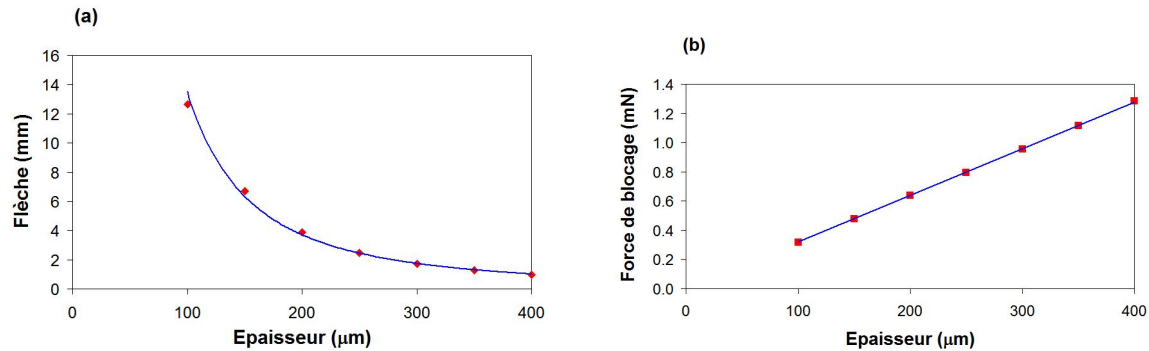 (a)
16
14
12
10
8
6
4
2
0
Flèche (mm)
0 100 200 300 400
Epaisseur (μm)
(b)
1.4
1.2
1.0
0.8
0.6
0.4
0.2
0.0
Force de blocage (mN)
0 100 200 300 400
Epaisseur (μm)